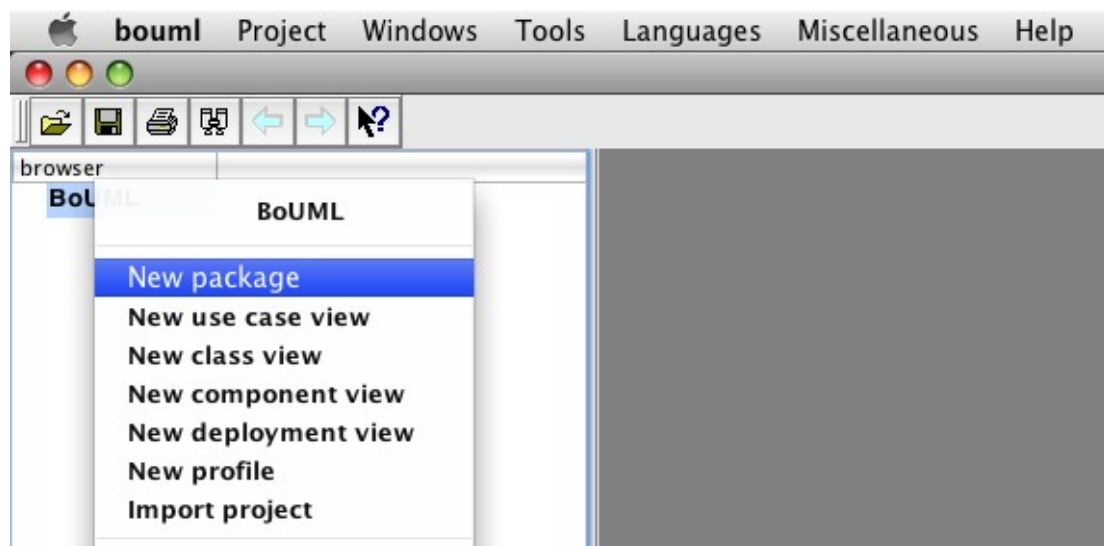 bouml Project Windows Tools Languages Miscellaneous Help
browser
BoUML
BoUML
New package
New use case view
New class view
New component view
New deployment view
New profile
Import project